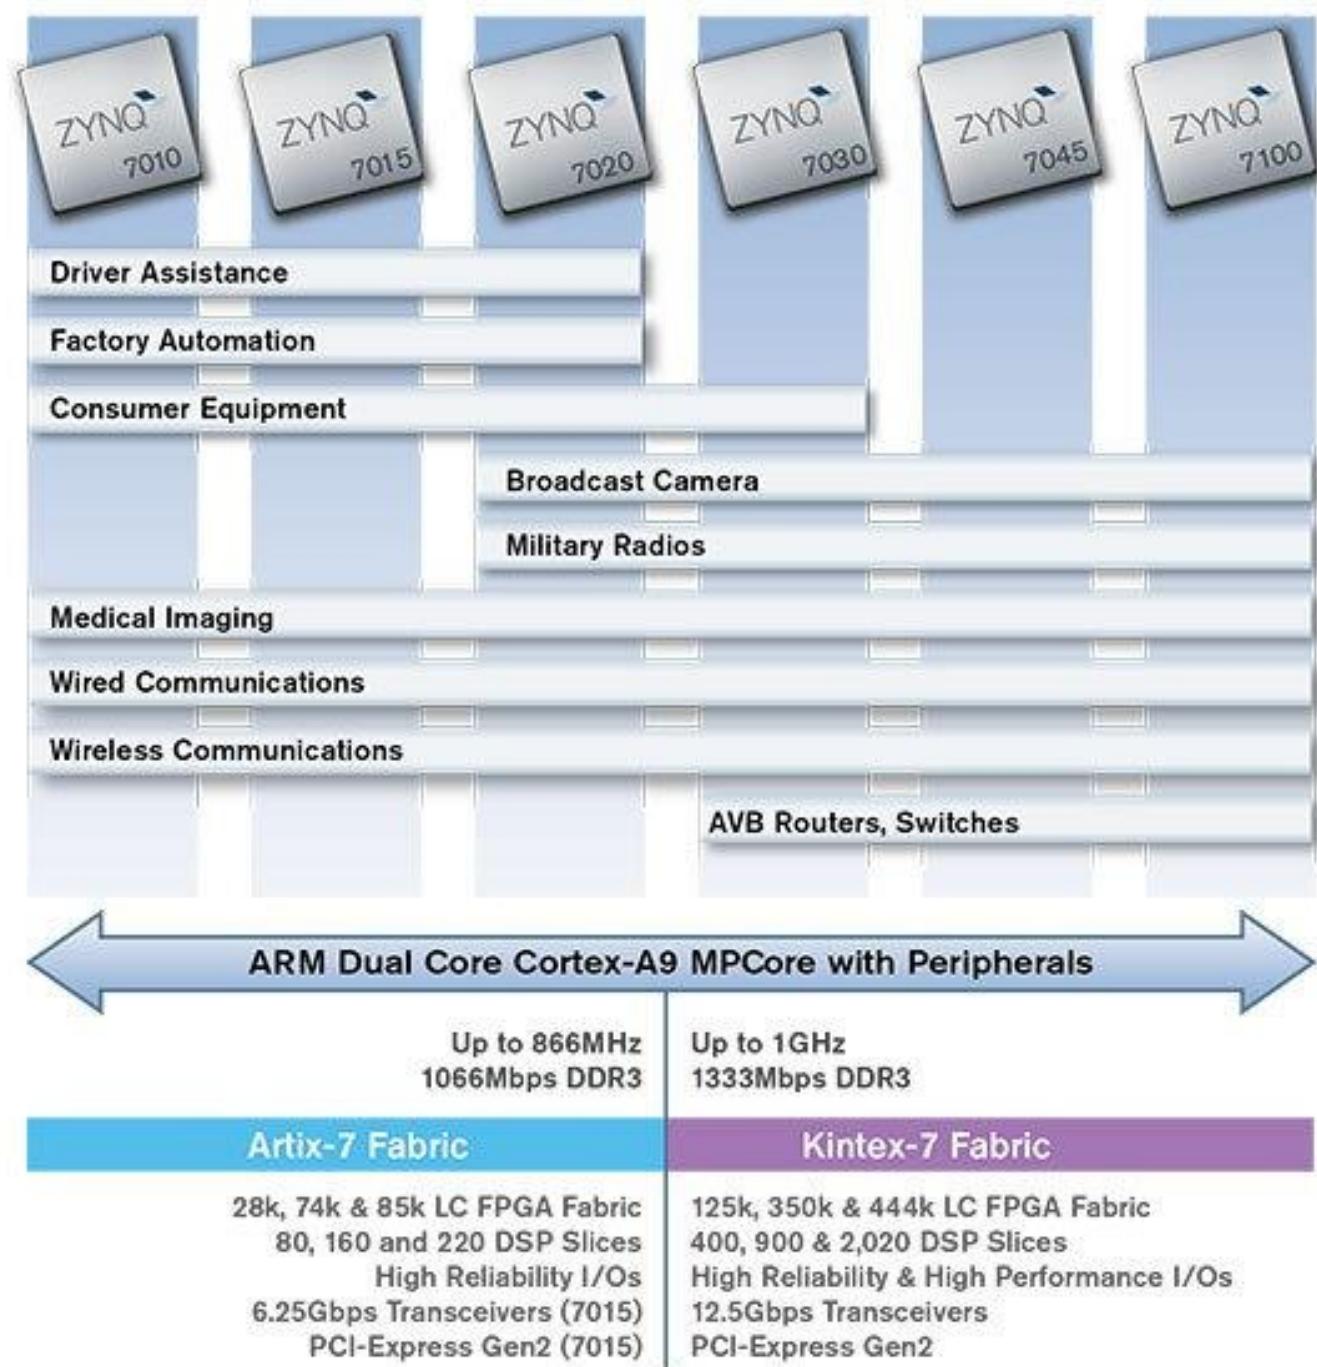 ZYNQ 7010
ZYNQ 7015
ZYNQ 7020
ZYNQ 7030
ZYNQ 7045
ZYNQ 7100
Driver Assistance
Factory Automation
Consumer Equipment
Broadcast Camera
Military Radios
Medical Imaging
Wired Communications
Wireless Communications
AVB Routers, Switches
ARM Dual Core Cortex-A9 MPCore with Peripherals
Up to 866MHz
1066Mbps DDR3
Up to 1GHz
1333Mbps DDR3
Artix-7 Fabric
Kintex-7 Fabric
28k, 74k & 85k LC FPGA Fabric
80, 160 and 220 DSP Slices
High Reliability I/Os
6.25Gbps Transceivers (7015)
PCI-Express Gen2 (7015)
125k, 350k & 444k LC FPGA Fabric
400, 900 & 2,020 DSP Slices
High Reliability & High Performance I/Os
12.5Gbps Transceivers
PCI-Express Gen2